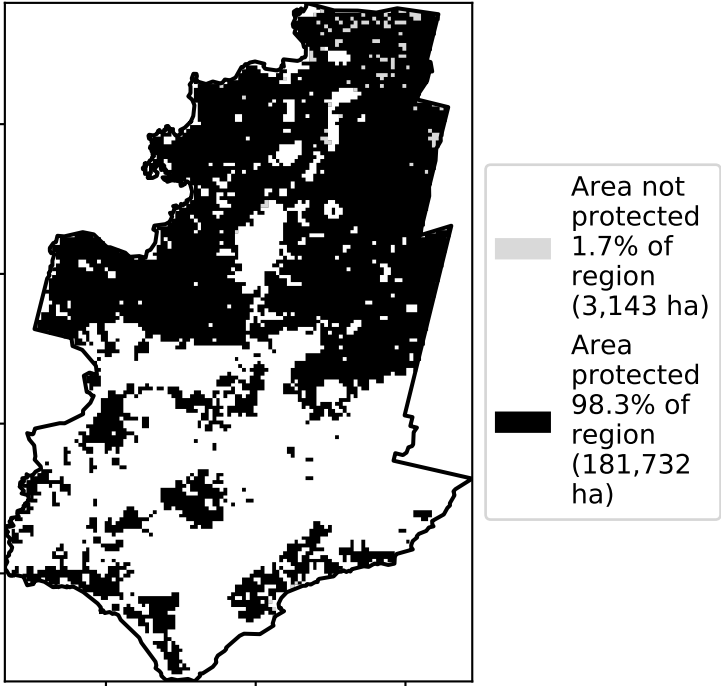 Area not
protected
1.7% of
region
(3,143 ha)
Area
protected
98.3% of
region
(181,732
ha)